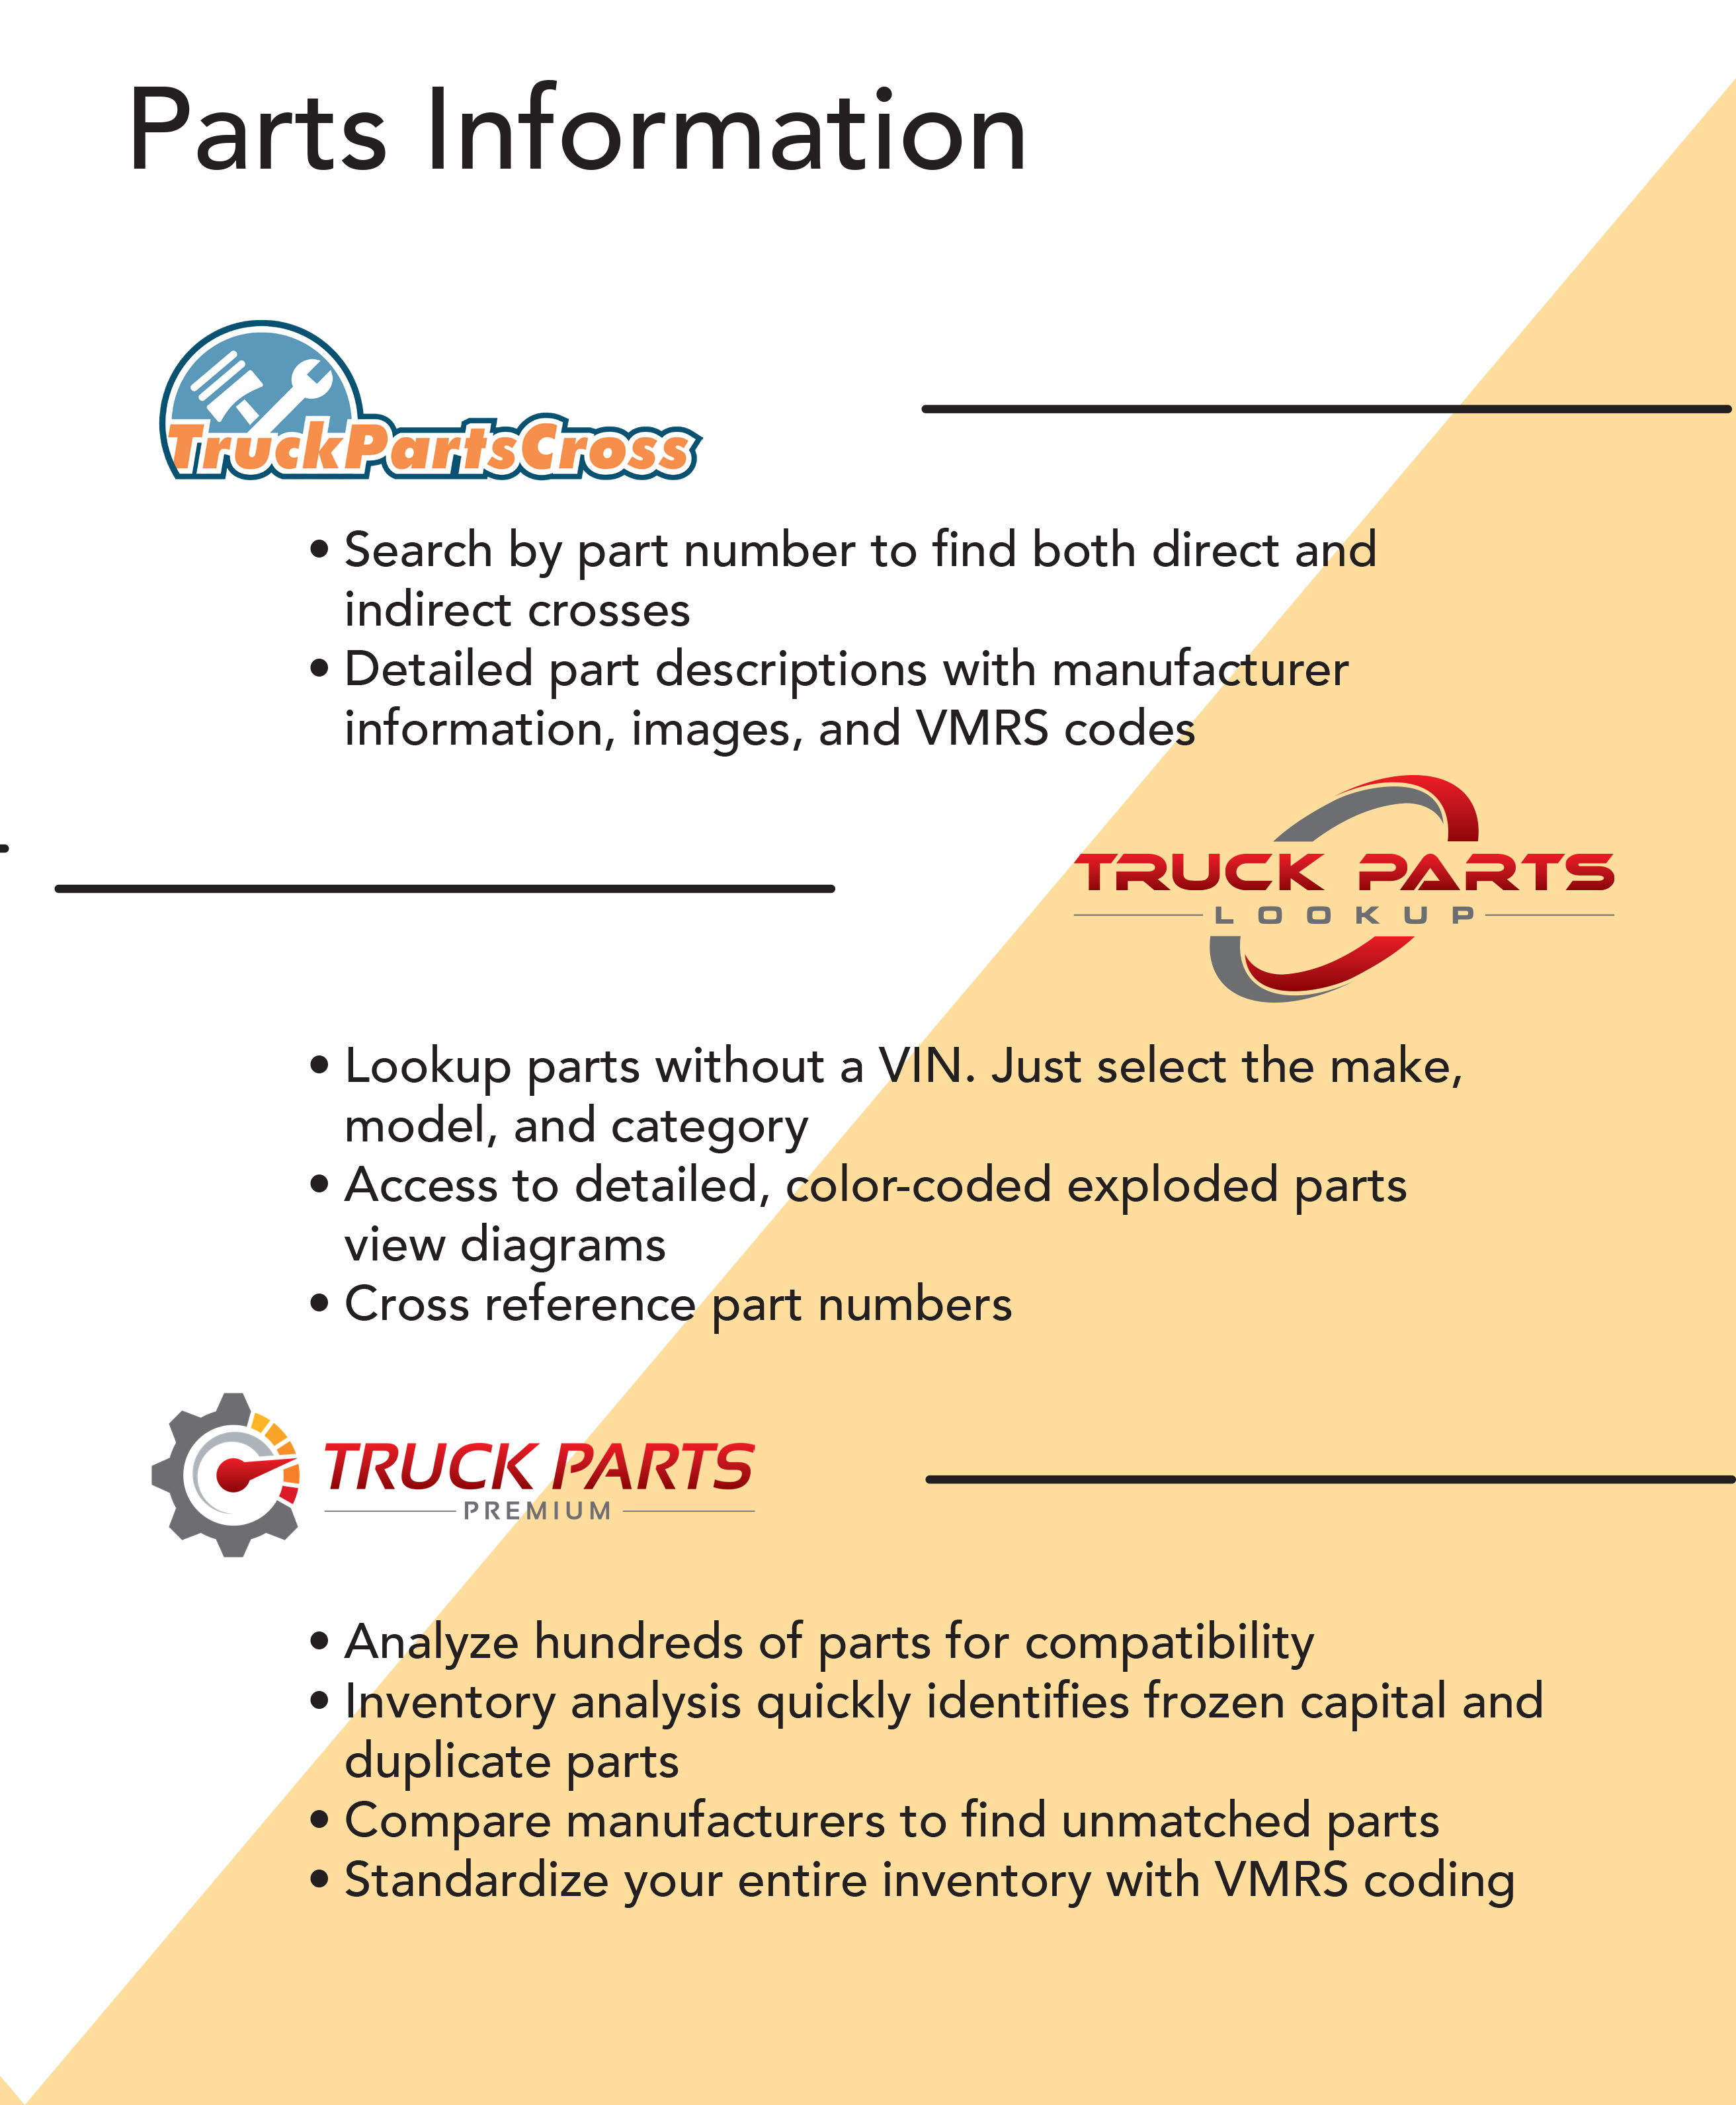 Parts Information
TruckPartsCross
• Search by part number to find both direct and
indirect crosses
• Detailed part descriptions with manufacturer
information, images, and VMRS codes
TRUCK PARTS
LOOKUP
• Lookup parts without a VIN. Just select the make,
model, and category
• Access to detailed, color-coded exploded parts
view diagrams
• Cross reference part numbers
TRUCK PARTS
PREMIUM
• Analyze hundreds of parts for compatibility
• Inventory analysis quickly identifies frozen capital and
duplicate parts
• Compare manufacturers to find unmatched parts
• Standardize your entire inventory with VMRS coding